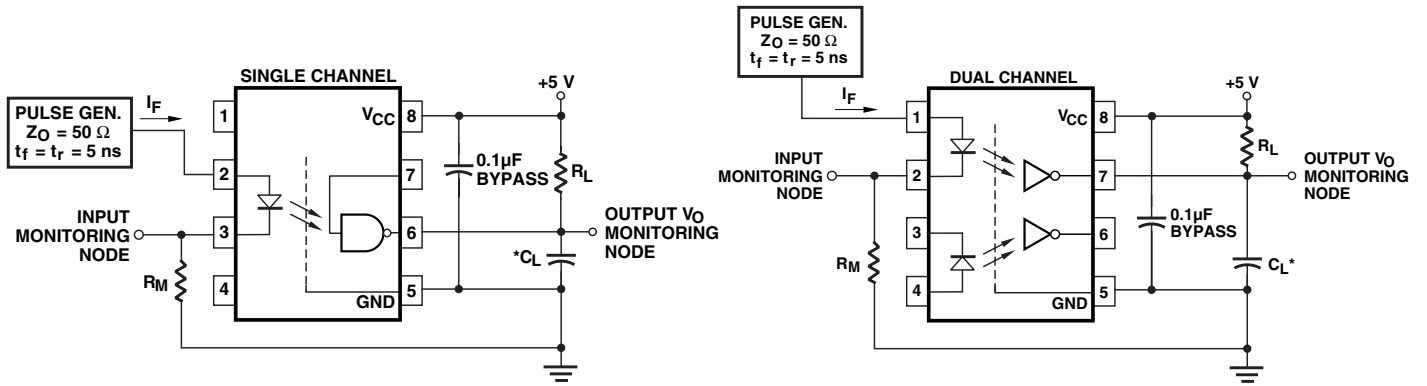 SINGLE CHANNEL
PULSE GEN.
ZO = 50 Ω
tf = tr = 5 ns
IF
1
2
3
4
VCC
8
7
6
5
GND
+5 V
0.1µF
BYPASS
RL
*CL
INPUT
MONITORING
NODE
RM
OUTPUT VO
MONITORING
NODE
PULSE GEN.
ZO = 50 Ω
tf = tr = 5 ns
DUAL CHANNEL
IF
1
2
3
4
VCC
8
7
6
5
GND
+5 V
RL
0.1µF
BYPASS
CL*
INPUT
MONITORING
NODE
RM
OUTPUT VO
MONITORING
NODE